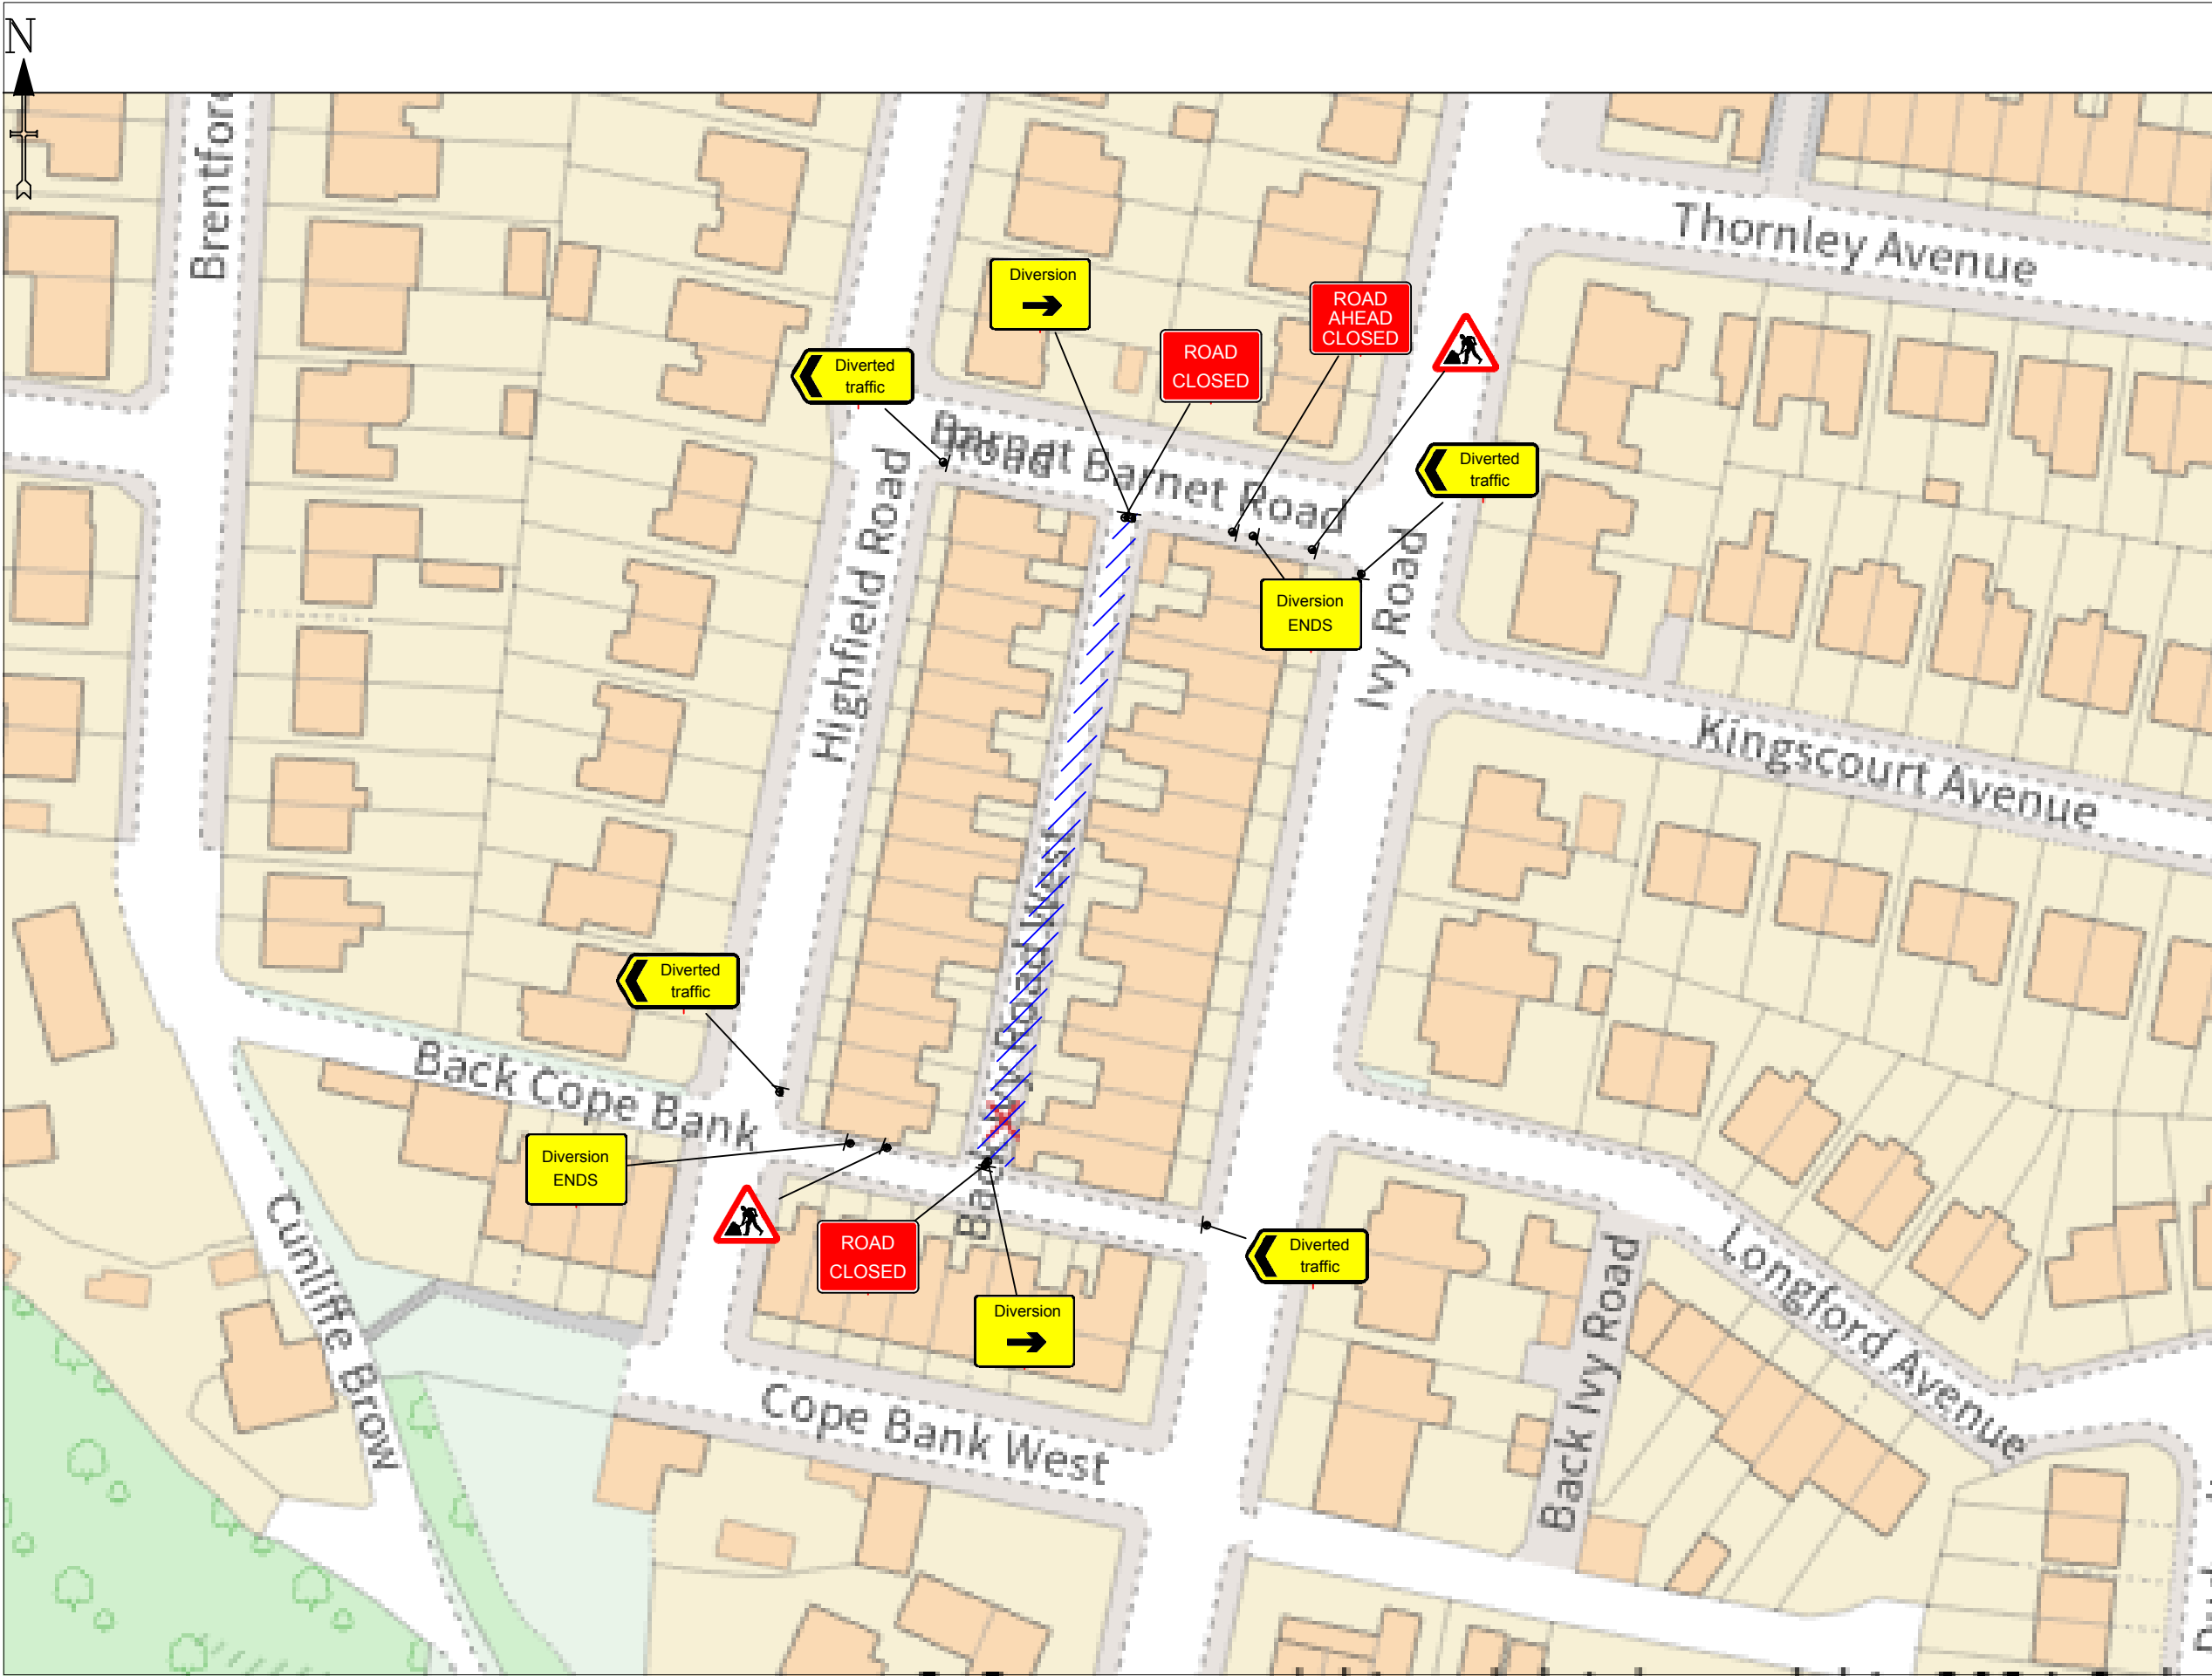 N
Brentfor
Thornley Avenue
Diversion
ROAD
AHEAD
CLOSED
ROAD
CLOSED
Diverted
traffic
Barnet Road
Diverted
traffic
Highfield Road
Diversion
ENDS
Ivy Road
Kingscourt Avenue
Diverted
traffic
Back Cope Bank
Diversion
ENDS
ROAD
CLOSED
Diverted
traffic
Diversion
Cunliffe Brow
Cope Bank West
Back Ivy Road
Longford Avenue